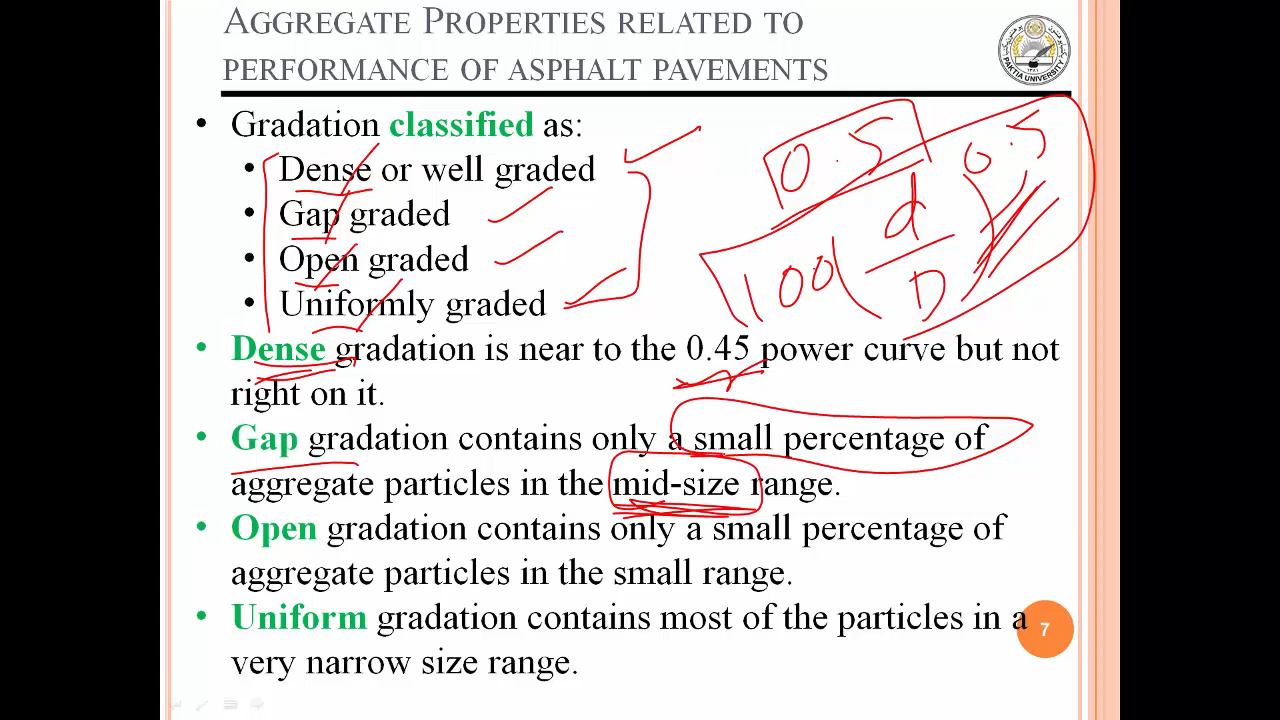 AGGREGATE PROPERTIES RELATED TO
PERFORMANCE OF ASPHALT PAVEMENTS
PAKTIA UNIVERSITY
• Gradation classified as:
• Dense or well graded
• Gap graded
• Open graded
• Uniformly graded
0.5
0.5
100(d/D)
• Dense gradation is near to the 0.45 power curve but not
right on it.
• Gap gradation contains only a small percentage of
aggregate particles in the mid-size range.
• Open gradation contains only a small percentage of
aggregate particles in the small range.
• Uniform gradation contains most of the particles in a
very narrow size range.
7